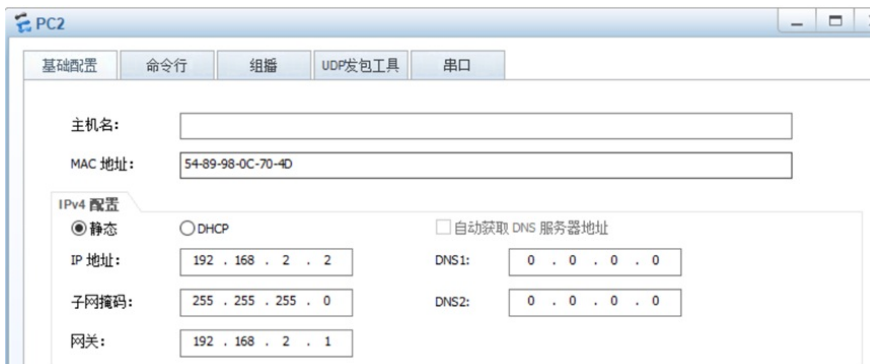 PC2
基础配置 命令行 组播 UDP发包工具 串口
主机名:
MAC 地址: 54-89-98-0C-70-4D
IPv4 配置
静态 DHCP 自动获取 DNS 服务器地址
IP 地址: 192 . 168 . 2 . 2 DNS1: 0 . 0 . 0 . 0
子网掩码: 255 . 255 . 255 . 0 DNS2: 0 . 0 . 0 . 0
网关: 192 . 168 . 2 . 1